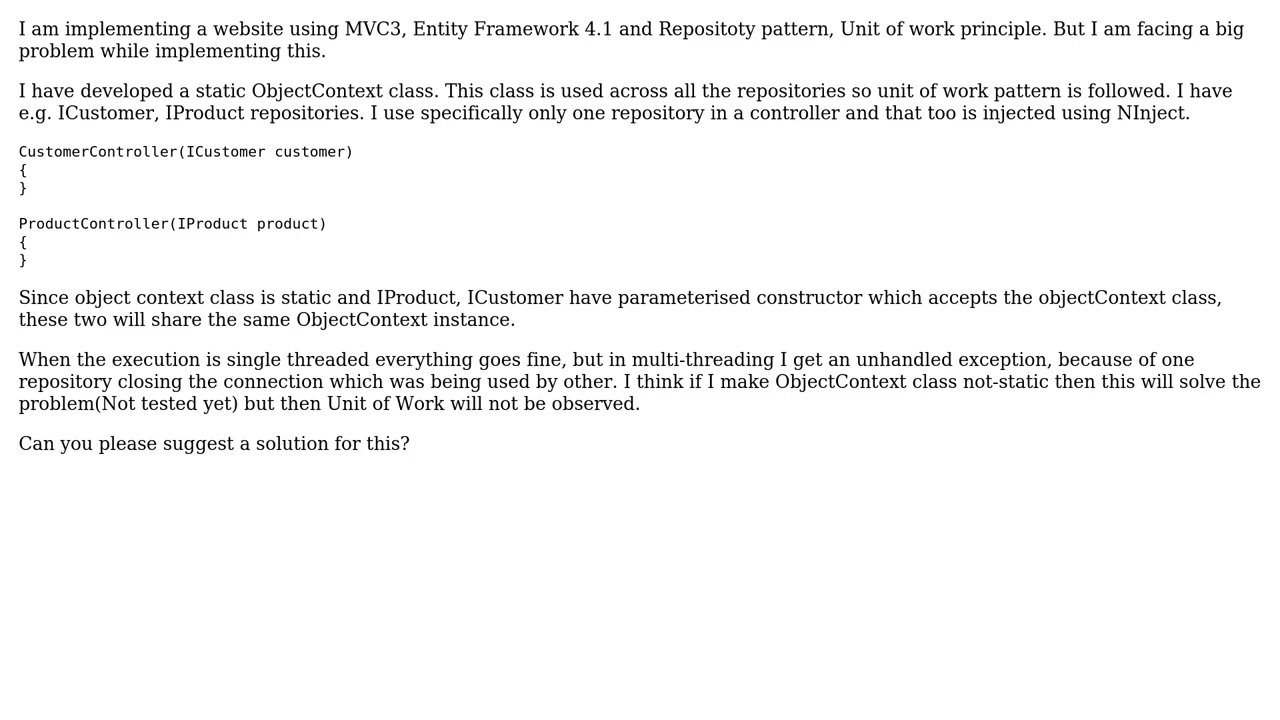 I am implementing a website using MVC3, Entity Framework 4.1 and Repositoty pattern, Unit of work principle. But I am facing a big
problem while implementing this.
I have developed a static ObjectContext class. This class is used across all the repositories so unit of work pattern is followed. I have
e.g. ICustomer, IProduct repositories. I use specifically only one repository in a controller and that too is injected using NInject.
CustomerController(ICustomer customer)
{
}
ProductController(IProduct product)
{
}
Since object context class is static and IProduct, ICustomer have parameterised constructor which accepts the objectContext class,
these two will share the same ObjectContext instance.
When the execution is single threaded everything goes fine, but in multi-threading I get an unhandled exception, because of one
repository closing the connection which was being used by other. I think if I make ObjectContext class not-static then this will solve the
problem(Not tested yet) but then Unit of Work will not be observed.
Can you please suggest a solution for this?